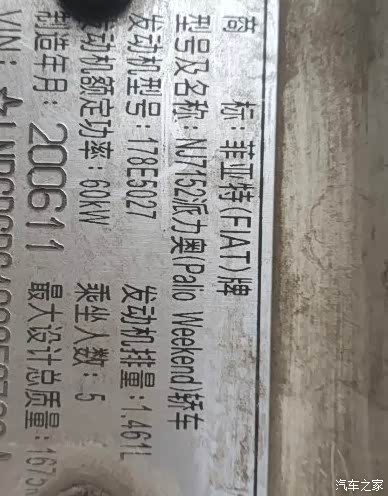 商 标：菲亚特(FIAT)牌
型号及名称：NJ7152派力奥(Palio Weekend)轿车
发动机型号：178E5027 发动机排量：1.461L
发动机额定功率：60KW 乘坐人数：5
制造年月：200611 最大设计总质量：1675
VIN：
汽车之家